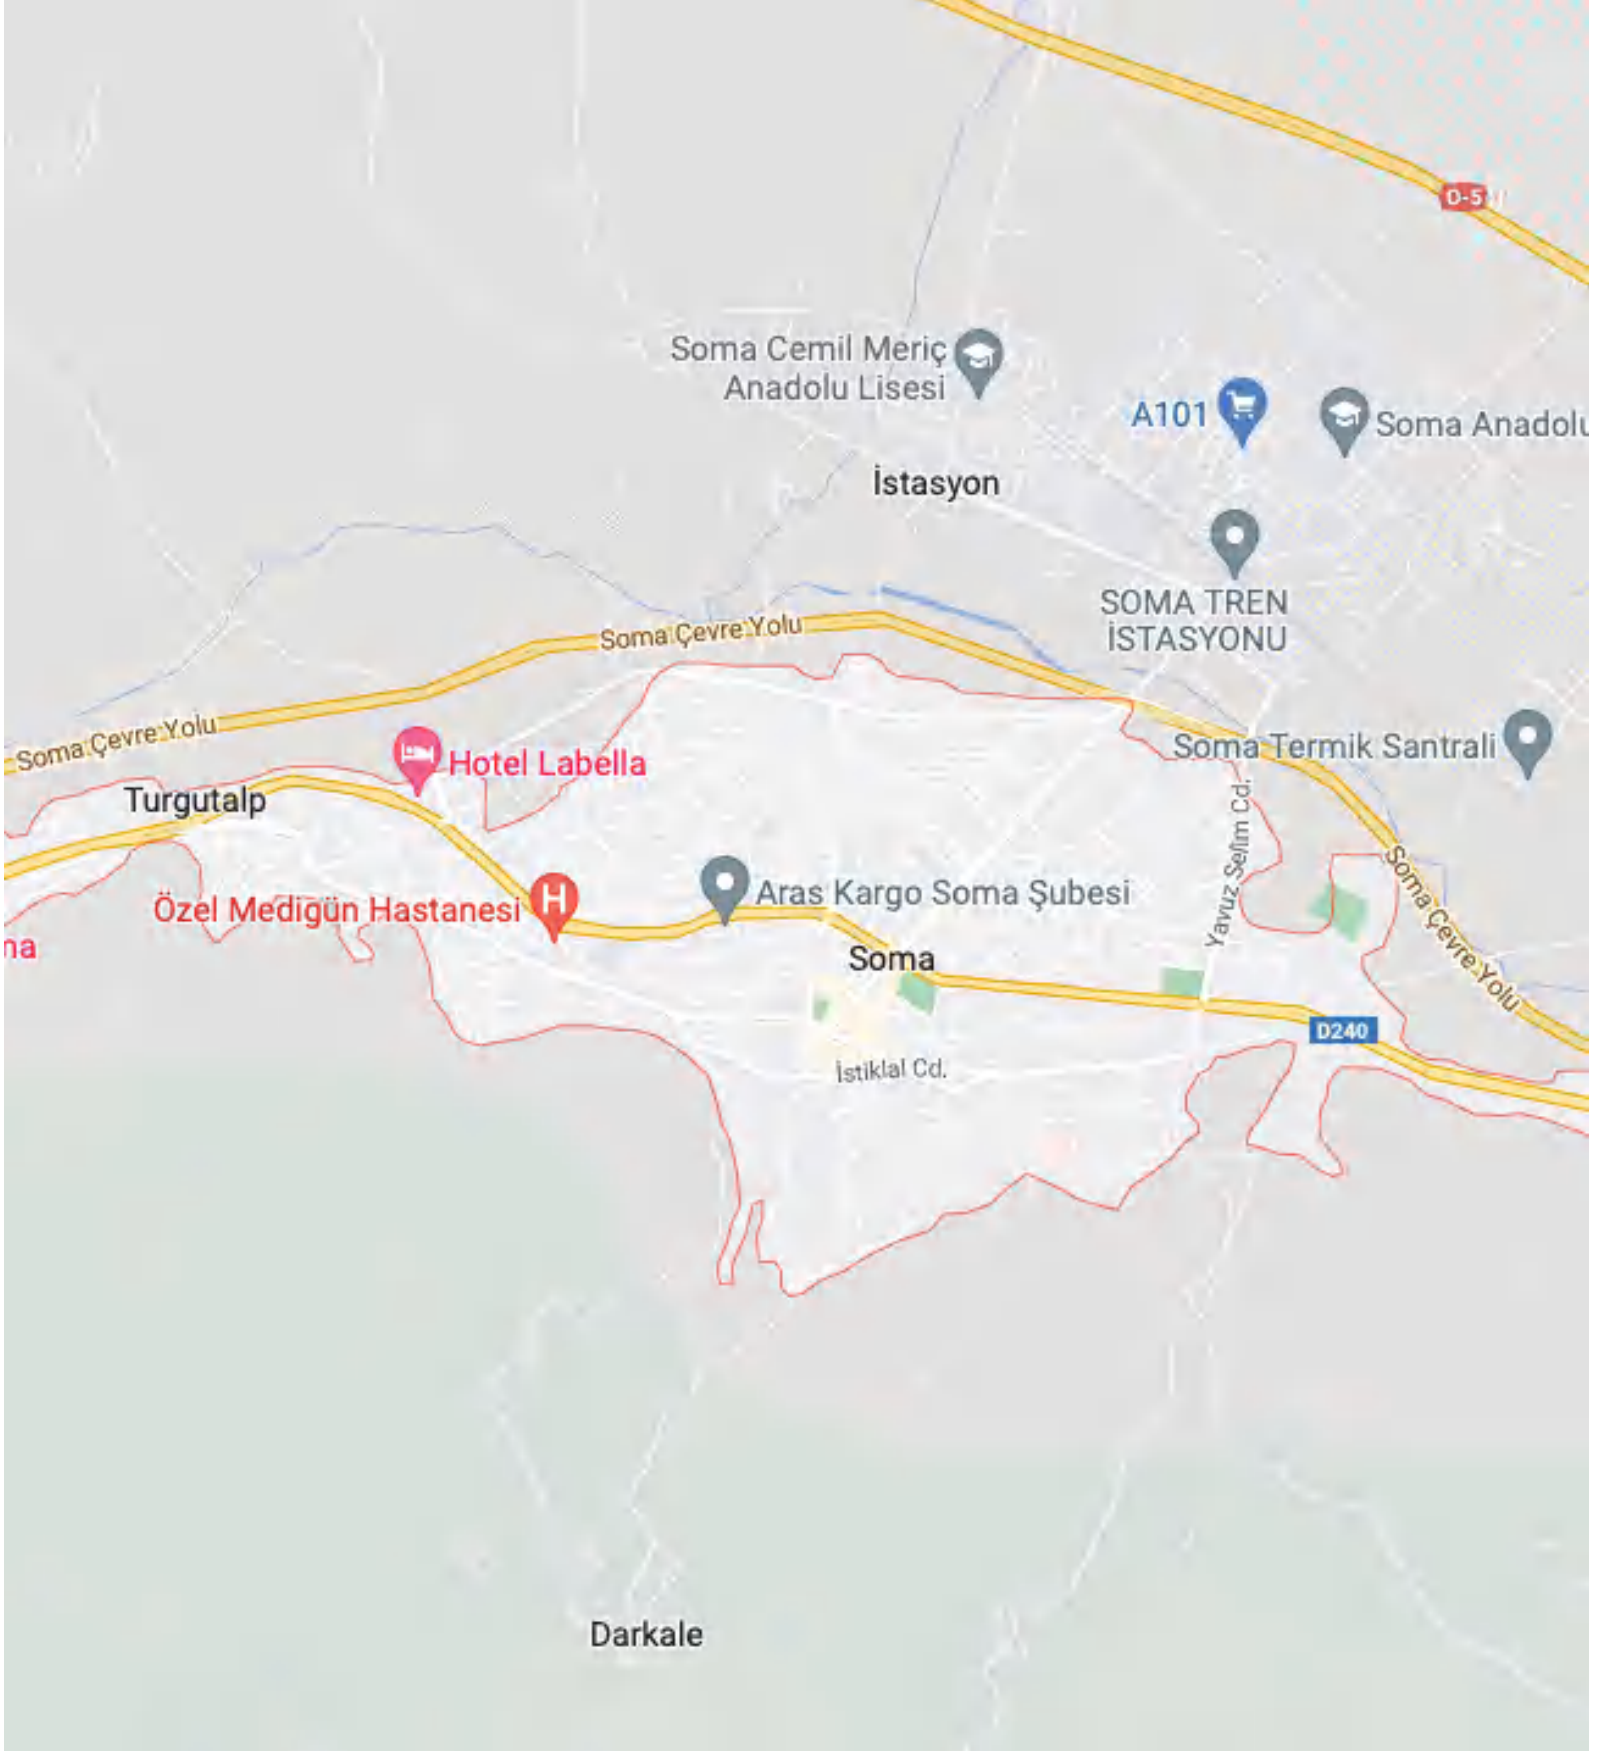 D-5
Soma Cemil Meriç
Anadolu Lisesi
A101
Soma Anadolu
İstasyon
SOMA TREN
İSTASYONU
Soma Çevre Yolu
Soma Çevre Yolu
Soma Termik Santrali
Hotel Labella
Turgutalp
Yavuz Selim Cd.
Soma Çevre Yolu
Özel Medigün Hastanesi
H
Aras Kargo Soma Şubesi
na
Soma
D240
İstiklal Cd.
Darkale